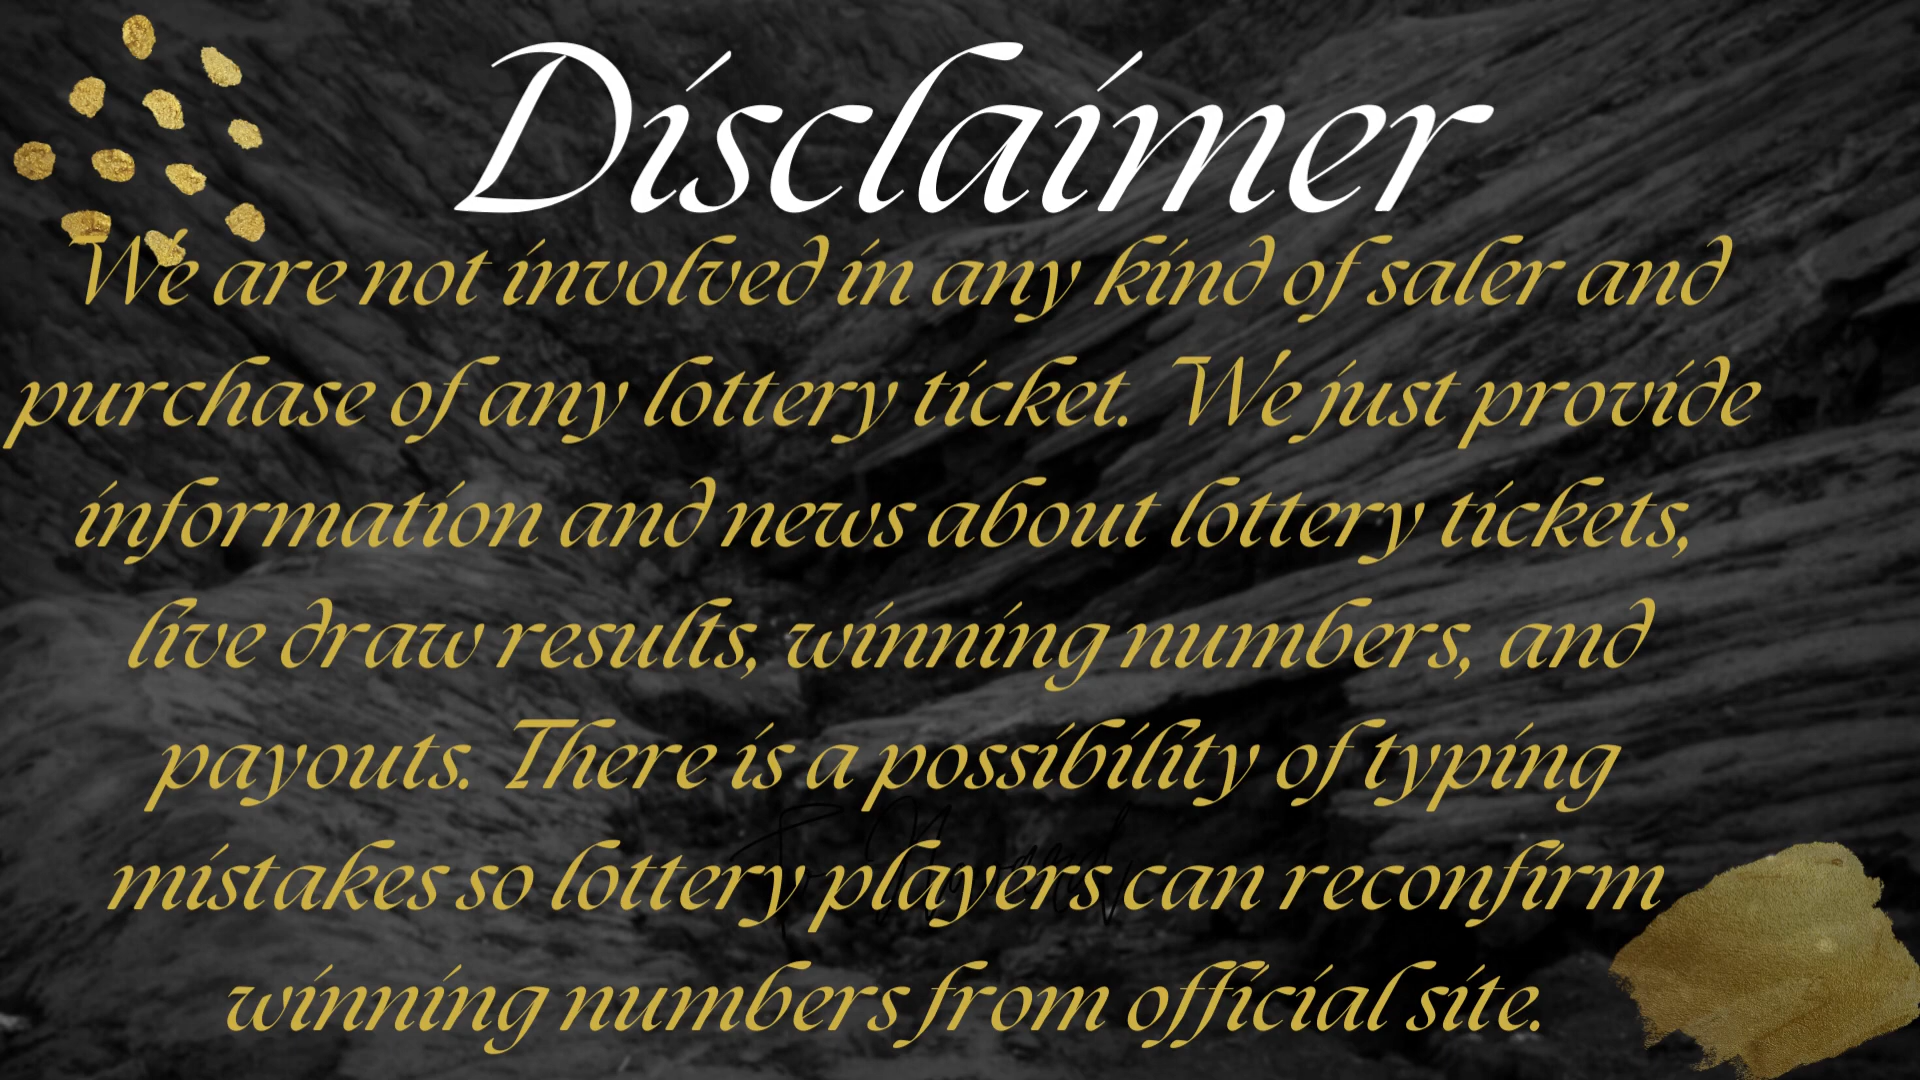 Disclaimer
We are not involved in any kind of saler and
purchase of any lottery ticket. We just provide
information and news about lottery tickets,
live draw results, winning numbers, and
payouts. There is a possibility of typing
mistakes so lottery players can reconfirm
winning numbers from official site.